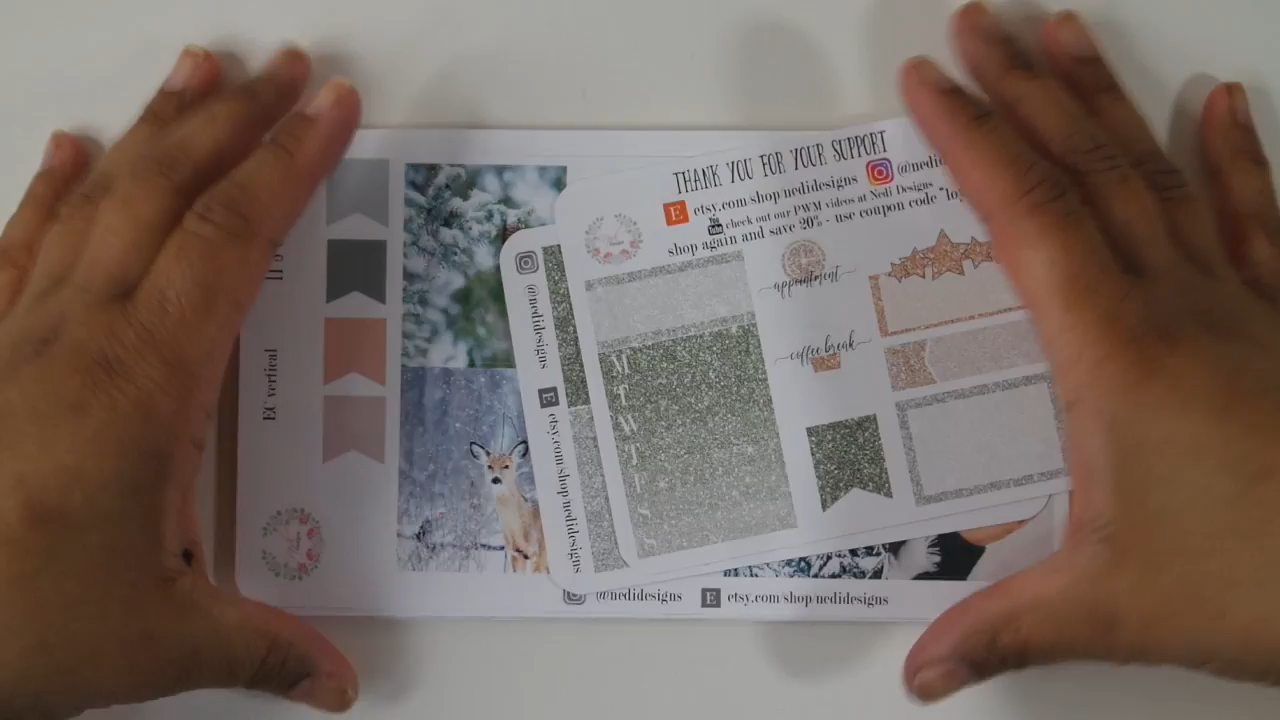 THANK YOU FOR YOUR SUPPORT
etsy.com/shop/nedidesigns @nedi
You Tube check out our PWM videos at Nedi Designs
shop again and save 20% - use coupon code "
appointment
coffee break
M
T
W
T
F
S
S
@nedidesigns etsy.com/shop/nedidesigns
EC vertical
@nedidesigns etsy.com/shop/nedidesigns